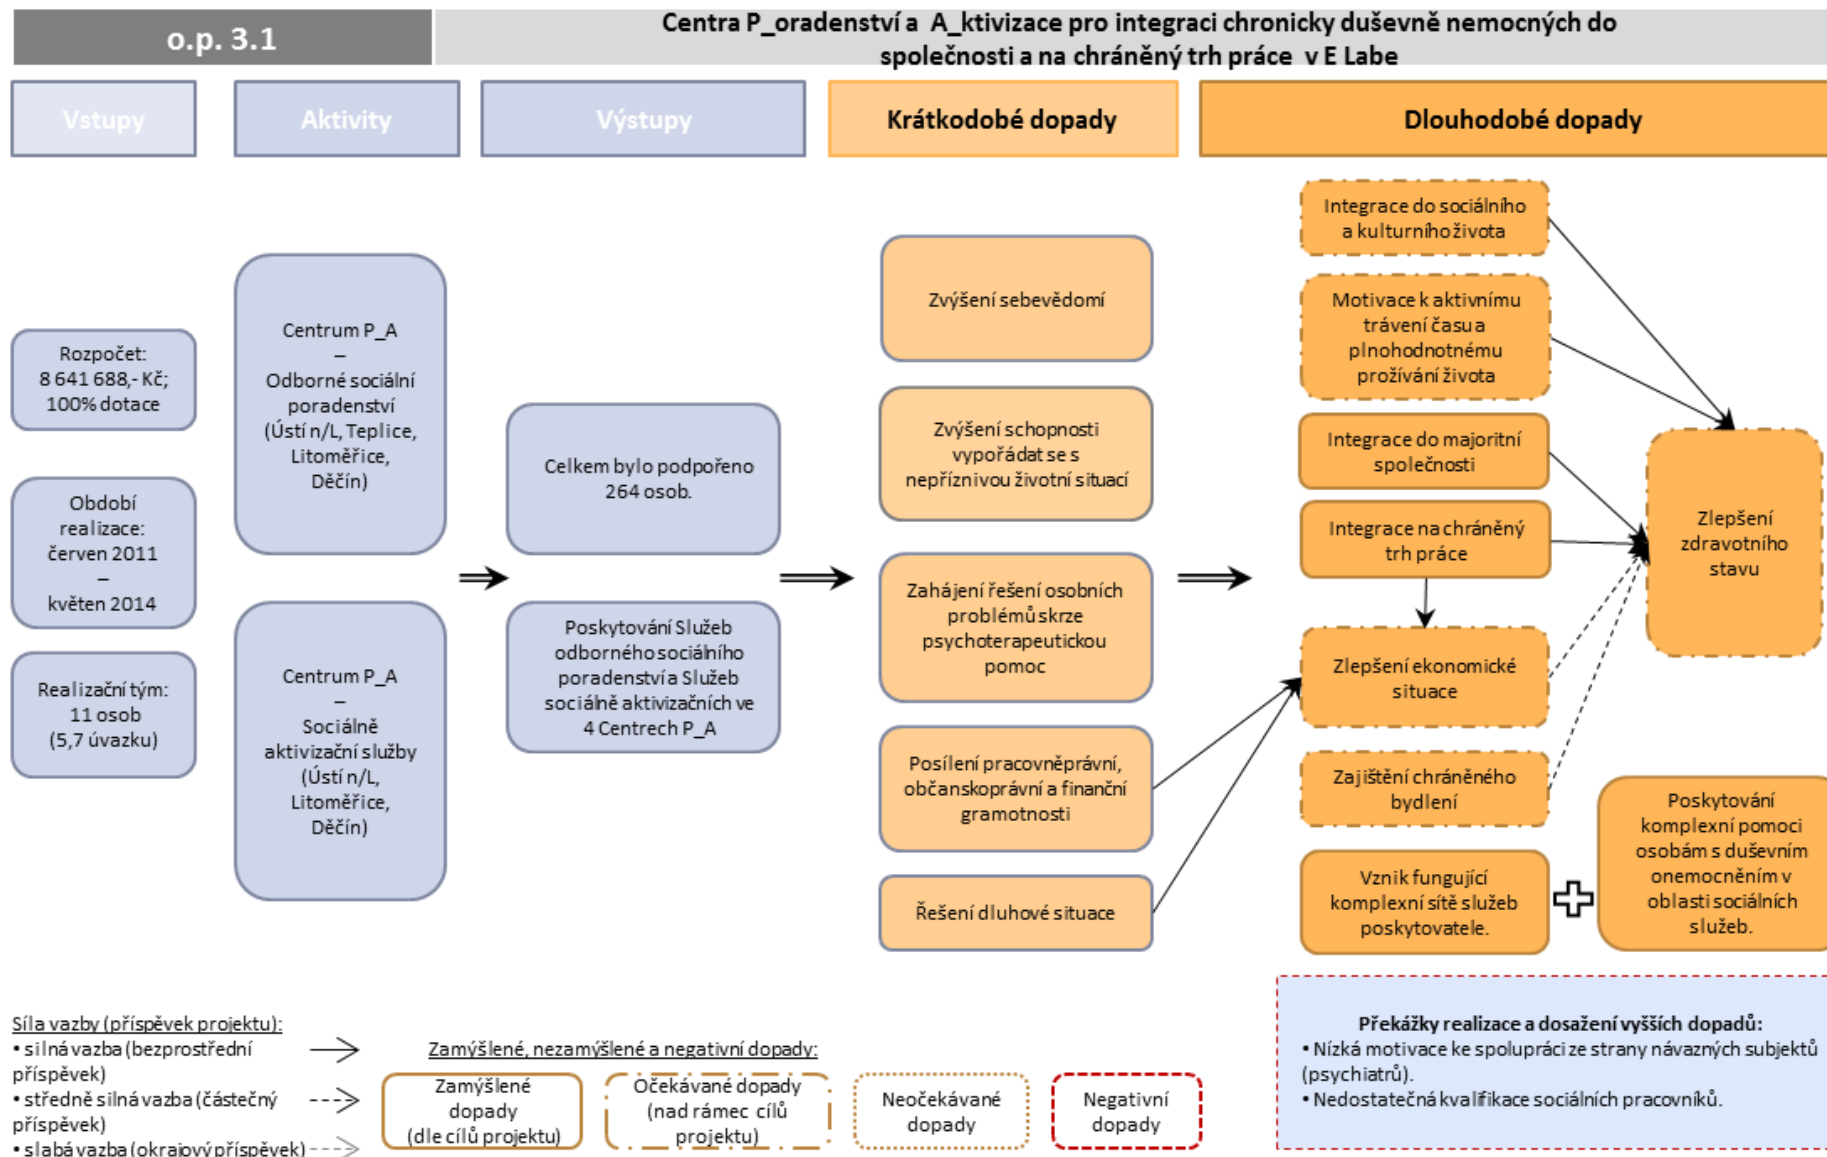 o.p. 3.1
Centra P_oradenství a A_ktivizace pro integraci chronicky duševně nemocných do
společnosti a na chráněný trh práce v E Labe
Vstupy
Aktivity
Výstupy
Krátkodobé dopady
Dlouhodobé dopady
Rozpočet:
8 641 688,- Kč;
100% dotace
Období
realizace:
červen 2011
–
květen 2014
Realizační tým:
11 osob
(5,7 úvazku)
Centrum P_A
–
Odborné sociální
poradenství
(Ústí n/L, Teplice,
Litoměřice,
Děčín)
Centrum P_A
–
Sociálně
aktivizační služby
(Ústí n/L,
Litoměřice,
Děčín)
Celkem bylo podpořeno
264 osob.
Poskytování Služeb
odborného sociálního
poradenství a Služeb
sociálně aktivizačních ve
4 Centrech P_A
Zvýšení sebevědomí
Zvýšení schopnosti
vypořádat se s
nepříznivou životní situací
Zahájení řešení osobních
problémů skrze
psychoterapeutickou
pomoc
Posílení pracovněprávní,
občanskoprávní a finanční
gramotnosti
Řešení dluhové situace
Integrace do sociálního
a kulturního života
Motivace k aktivnímu
trávení času a
plnohodnotnému
prožívání života
Integrace do majoritní
společnosti
Integrace na chráněný
trh práce
Zlepšení ekonomické
situace
Zajištění chráněného
bydlení
Vznik fungující
komplexní sítě služeb
poskytovatele.
Zlepšení
zdravotního
stavu
Poskytování
komplexní pomoci
osobám s duševním
onemocněním v
oblasti sociálních
služeb.
Síla vazby (příspěvek projektu):
• silná vazba (bezprostřední
příspěvek)
• středně silná vazba (částečný
příspěvek)
• slabá vazba (okrajový příspěvek)
Zamýšlené, nezamýšlené a negativní dopady:
Zamýšlené
dopady
(dle cílů projektu)
Očekávané dopady
(nad rámec cílů
projektu)
Neočekávané
dopady
Negativní
dopady
Překážky realizace a dosažení vyšších dopadů:
• Nízká motivace ke spolupráci ze strany návazných subjektů
(psychiatrů).
• Nedostatečná kvalifikace sociálních pracovníků.